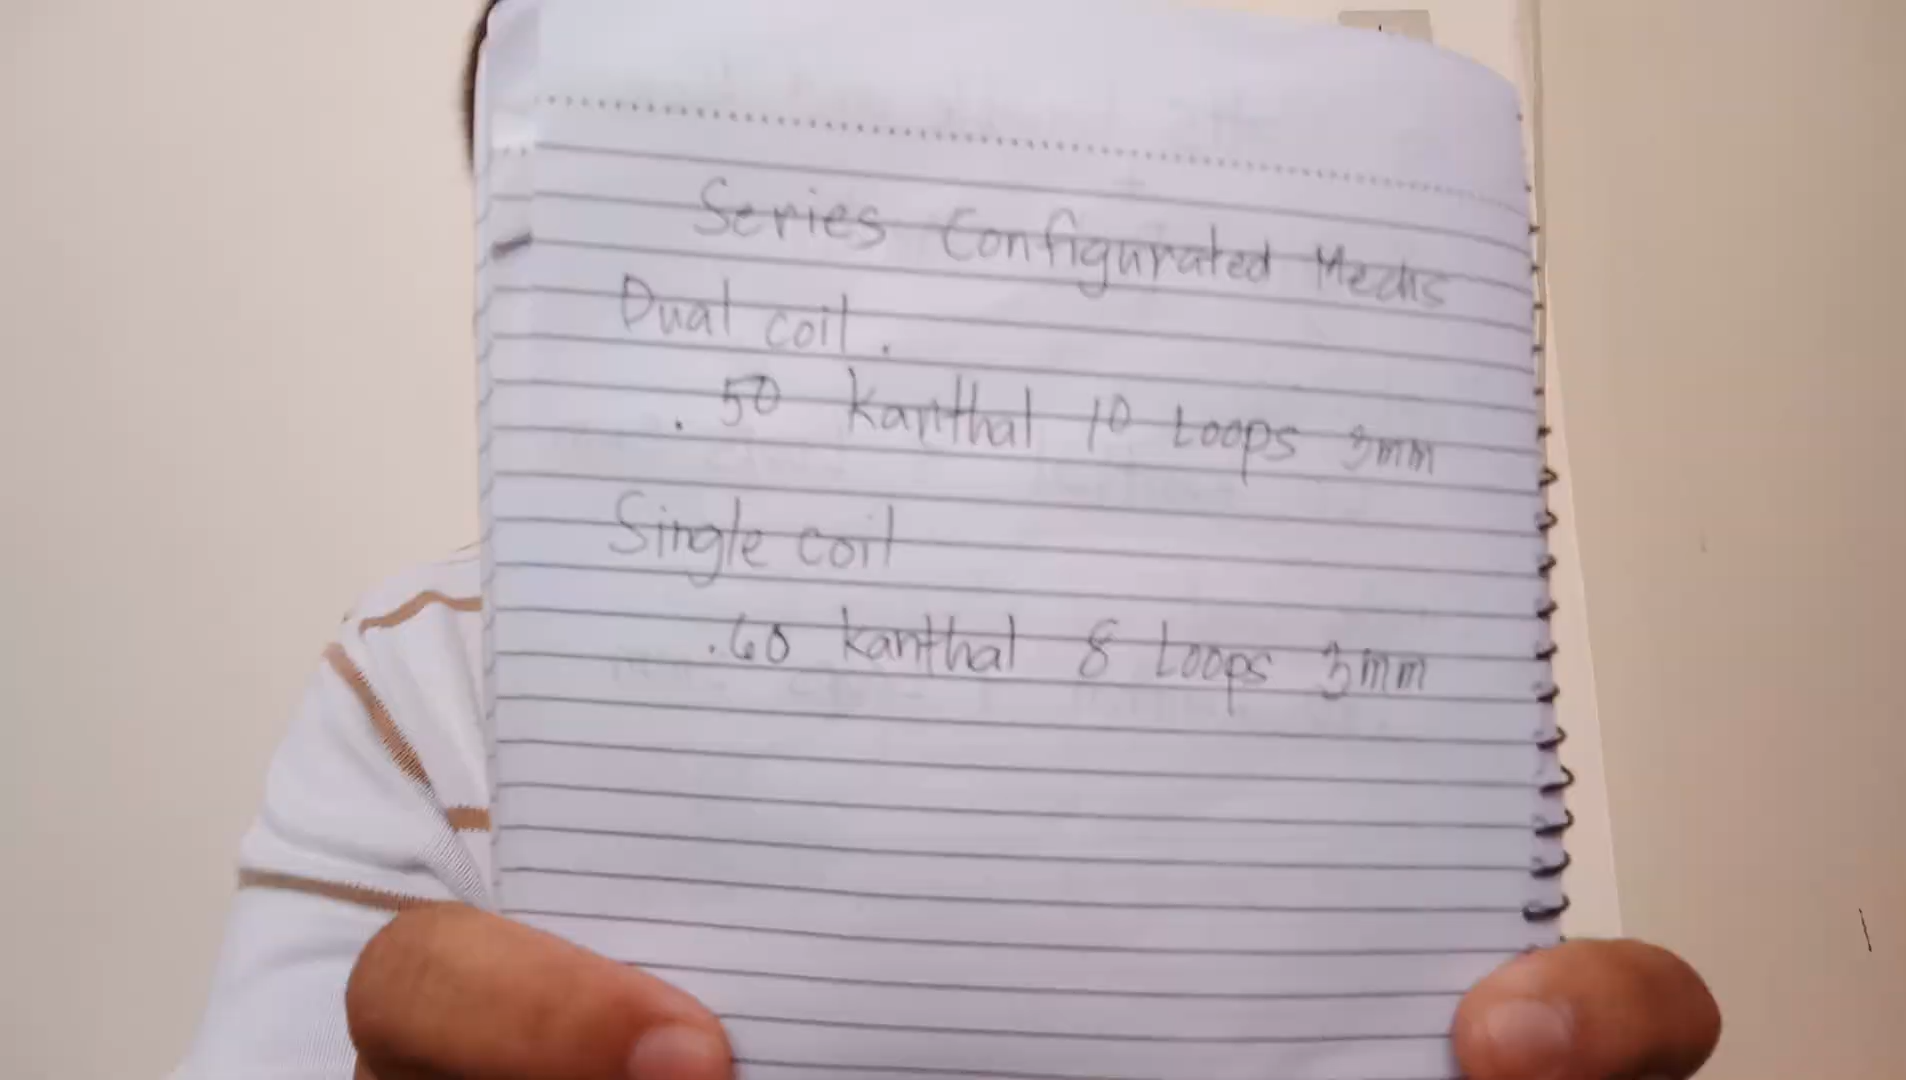 Series Configurated Mechs
Dual coil.
.50 kanthal 10 Loops 3mm
Single coil
.60 kanthal 8 Loops 3mm